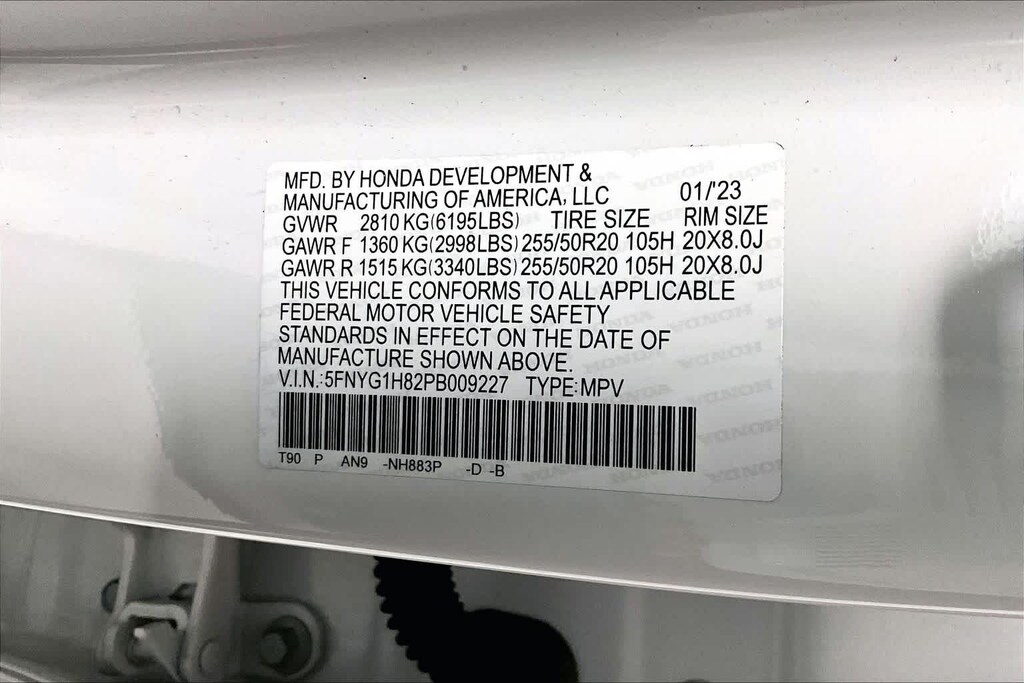 MFD. BY HONDA DEVELOPMENT &
MANUFACTURING OF AMERICA, LLC 01/'23
GVWR 2810 KG(6195LBS) TIRE SIZE RIM SIZE
GAWR F 1360 KG(2998LBS) 255/50R20 105H 20X8.0J
GAWR R 1515 KG(3340LBS) 255/50R20 105H 20X8.0J
THIS VEHICLE CONFORMS TO ALL APPLICABLE
FEDERAL MOTOR VEHICLE SAFETY
STANDARDS IN EFFECT ON THE DATE OF
MANUFACTURE SHOWN ABOVE.
V.I.N.:5FNYG1H82PB009227 TYPE:MPV
T90 P AN9 -NH883P -D -B